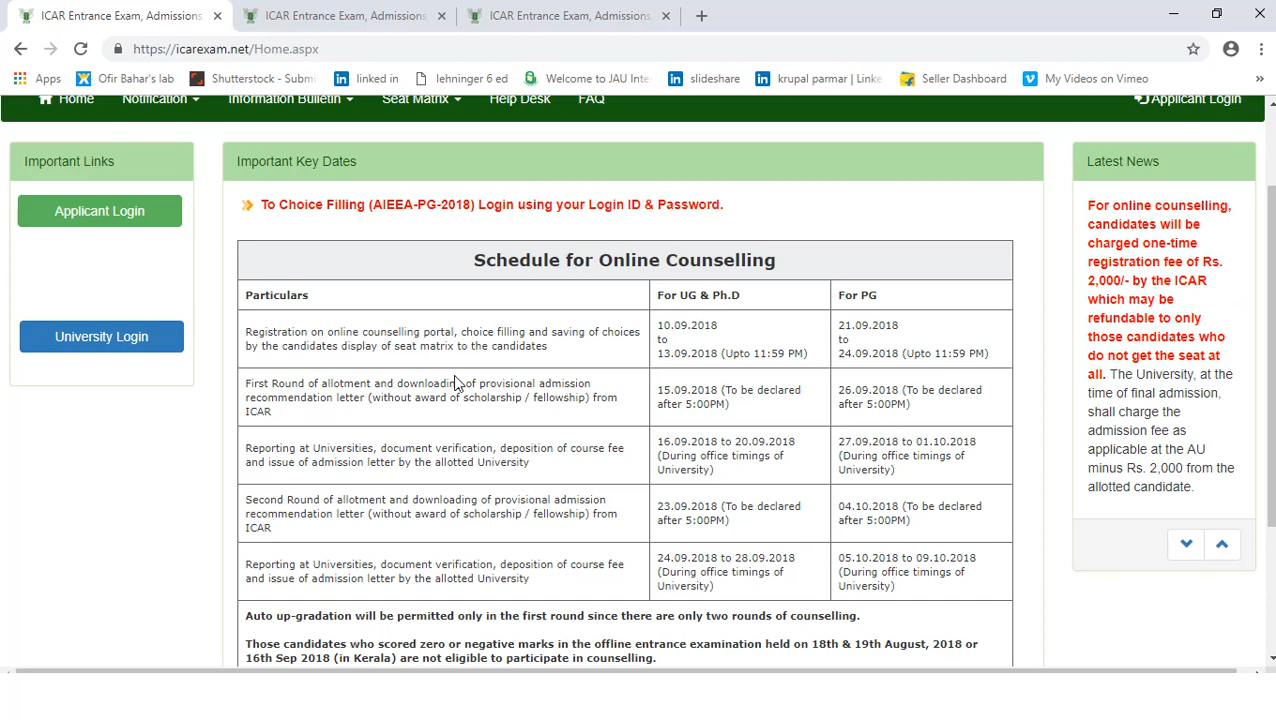 ICAR Entrance Exam, Admissions,
ICAR Entrance Exam, Admissions,
ICAR Entrance Exam, Admissions,
https://icarexam.net/Home.aspx
Apps
Ofir Bahar's lab
Shutterstock - Submi
linked in
lehninger 6 ed
Welcome to JAU Inte
slideshare
krupal parmar | Linke
Seller Dashboard
My Videos on Vimeo
Home
Notification
Information Bulletin
Seat Matrix
Help Desk
FAQ
Applicant Login
Important Links
Applicant Login
University Login
Important Key Dates
To Choice Filling (AIEEA-PG-2018) Login using your Login ID & Password.
Schedule for Online Counselling
Particulars
For UG & Ph.D
For PG
Registration on online counselling portal, choice filling and saving of choices
by the candidates display of seat matrix to the candidates
10.09.2018
to
13.09.2018 (Upto 11:59 PM)
21.09.2018
to
24.09.2018 (Upto 11:59 PM)
First Round of allotment and downloading of provisional admission
recommendation letter (without award of scholarship / fellowship) from
ICAR
15.09.2018 (To be declared
after 5:00PM)
26.09.2018 (To be declared
after 5:00PM)
Reporting at Universities, document verification, deposition of course fee
and issue of admission letter by the allotted University
16.09.2018 to 20.09.2018
(During office timings of
University)
27.09.2018 to 01.10.2018
(During office timings of
University)
Second Round of allotment and downloading of provisional admission
recommendation letter (without award of scholarship / fellowship) from
ICAR
23.09.2018 (To be declared
after 5:00PM)
04.10.2018 (To be declared
after 5:00PM)
Reporting at Universities, document verification, deposition of course fee
and issue of admission letter by the allotted University
24.09.2018 to 28.09.2018
(During office timings of
University)
05.10.2018 to 09.10.2018
(During office timings of
University)
Auto up-gradation will be permitted only in the first round since there are only two rounds of counselling.
Those candidates who scored zero or negative marks in the offline entrance examination held on 18th & 19th August, 2018 or
16th Sep 2018 (in Kerala) are not eligible to participate in counselling.
Latest News
For online counselling,
candidates will be
charged one-time
registration fee of Rs.
2,000/- by the ICAR
which may be
refundable to only
those candidates who
do not get the seat at
all. The University, at the
time of final admission,
shall charge the
admission fee as
applicable at the AU
minus Rs. 2,000 from the
allotted candidate.